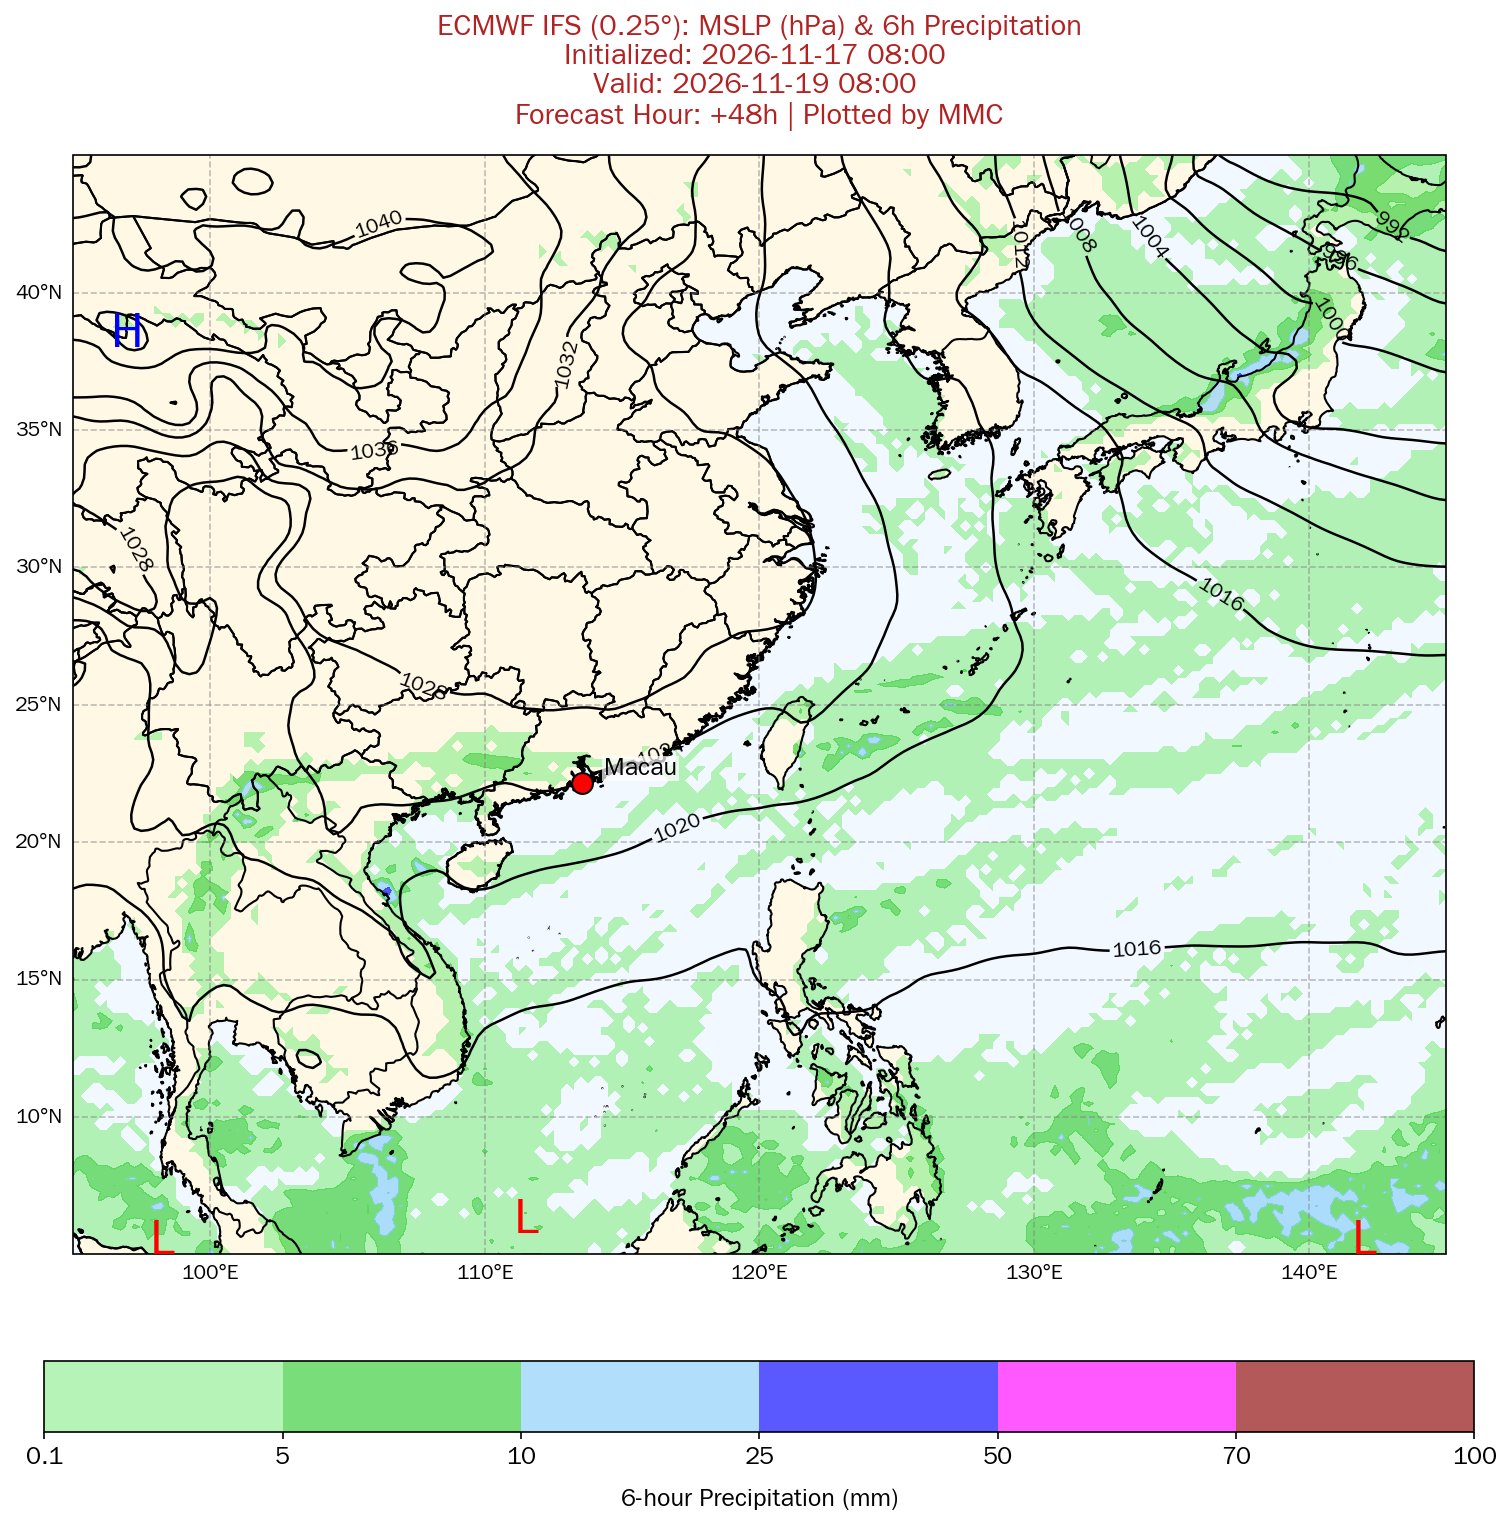 ECMWF IFS (0.25°): MSLP (hPa) & 6h Precipitation
Initialized: 2026-11-17 08:00
Valid: 2026-11-19 08:00
Forecast Hour: +48h | Plotted by MMC
1040
1012
1008
1004
992
996
40°N
H
1000
1032
35°N
1036
1028
30°N
1016
1028
25°N
1024
Macau
20°N
1020
1016
15°N
10°N
L
L
L
100°E
110°E
120°E
130°E
140°E
0.1
5
10
25
50
70
100
6-hour Precipitation (mm)